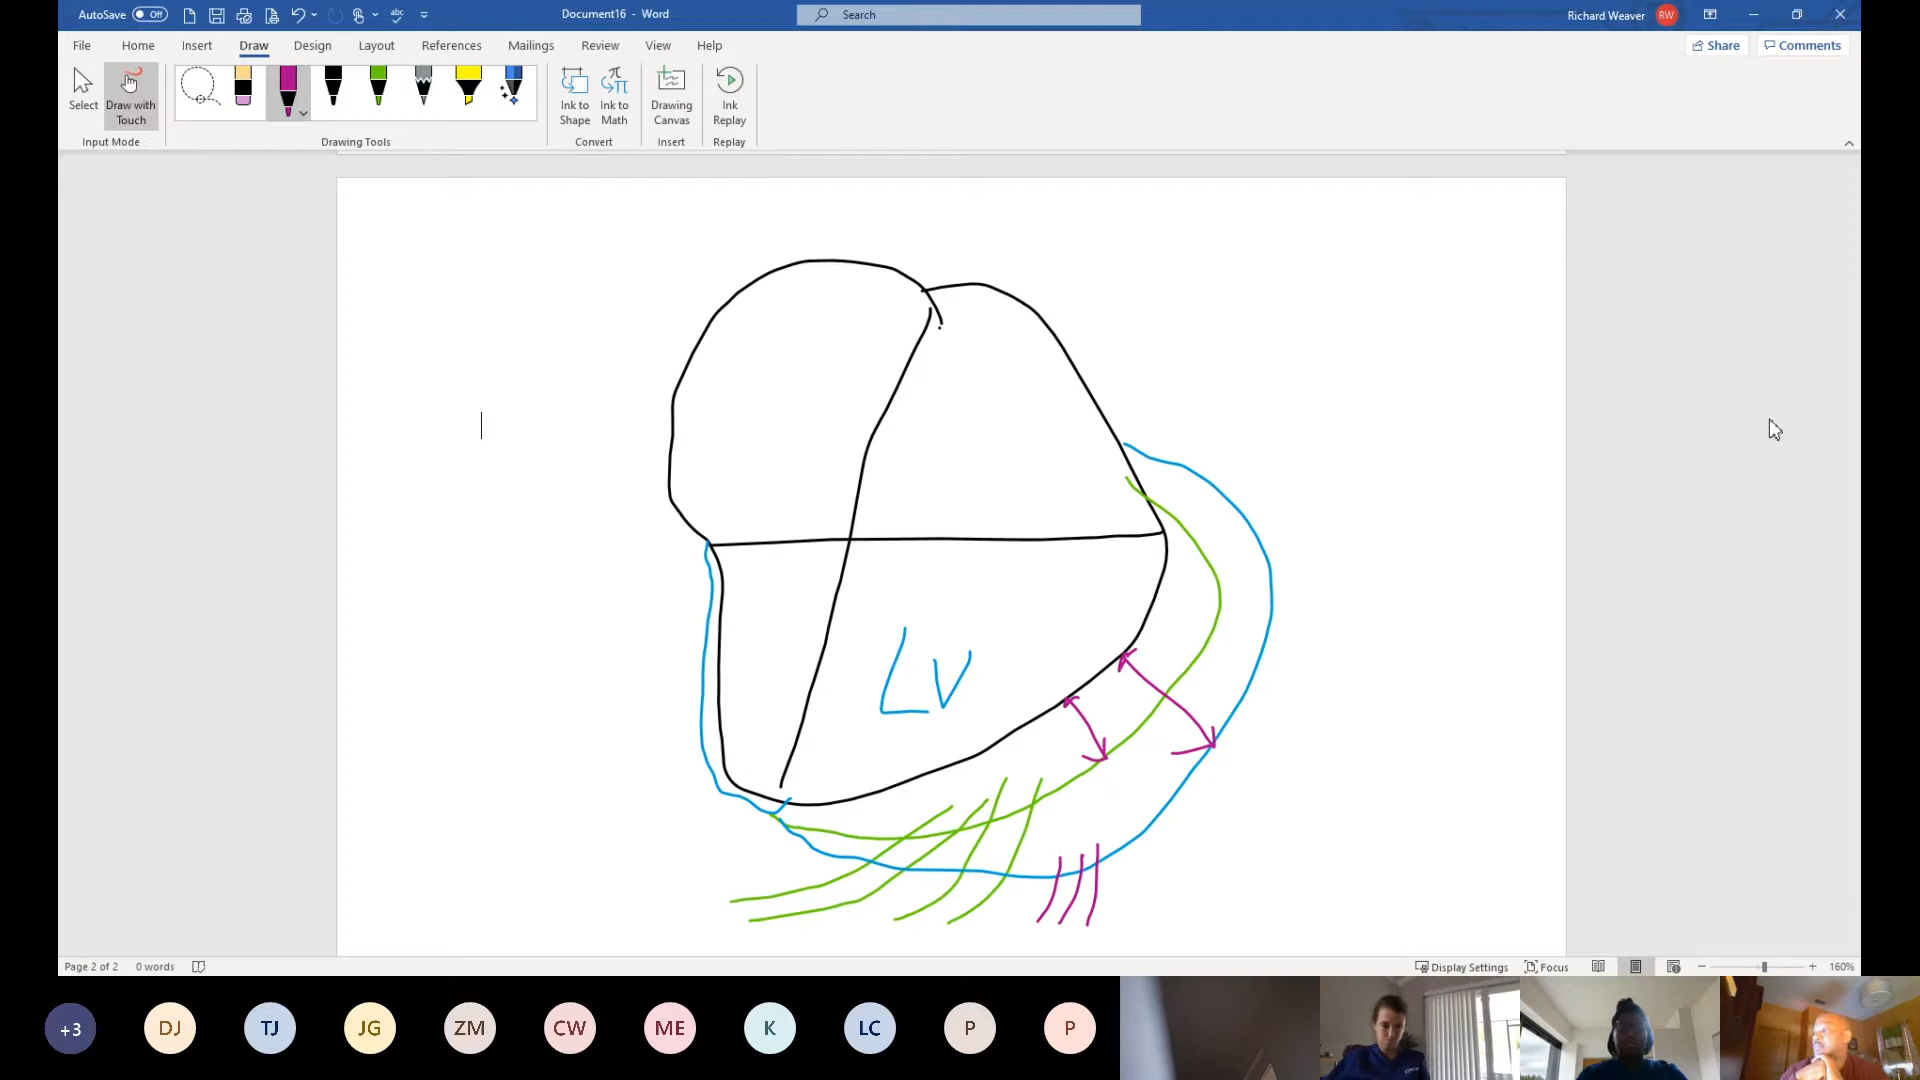 AutoSave Off Document16 - Word Search Richard Weaver RW
File Home Insert Draw Design Layout References Mailings Review View Help Share Comments
Select Draw with Touch Ink to Shape Ink to Math Drawing Canvas Ink Replay
Input Mode Drawing Tools Convert Insert Replay
LV
Page 2 of 2 0 words Display Settings Focus 160%
+3 DJ TJ JG ZM CW ME K LC P P